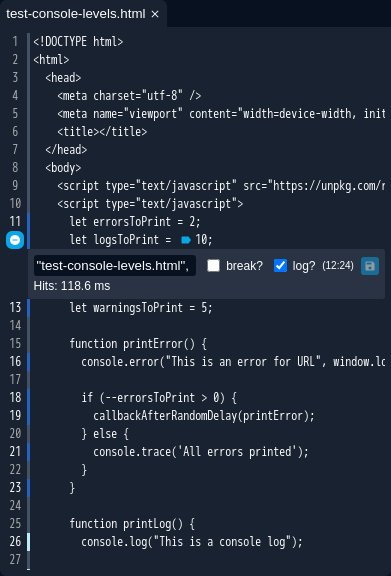 test-console-levels.html ×
1 <!DOCTYPE html>
2 <html>
3 <head>
4 <meta charset="utf-8" />
5 <meta name="viewport" content="width=device-width, init
6 <title></title>
7 </head>
8 <body>
9 <script type="text/javascript" src="https://unpkg.com/r
10 <script type="text/javascript">
11 let errorsToPrint = 2;
let logsToPrint = 10;
"test-console-levels.html", break? log? (12:24)
Hits: 118.6 ms
13 let warningsToPrint = 5;
14
15 function printError() {
16 console.error("This is an error for URL", window.lo
17
18 if (--errorsToPrint > 0) {
19 callbackAfterRandomDelay(printError);
20 } else {
21 console.trace('All errors printed');
22 }
23 }
24
25 function printLog() {
26 console.log("This is a console log");
27